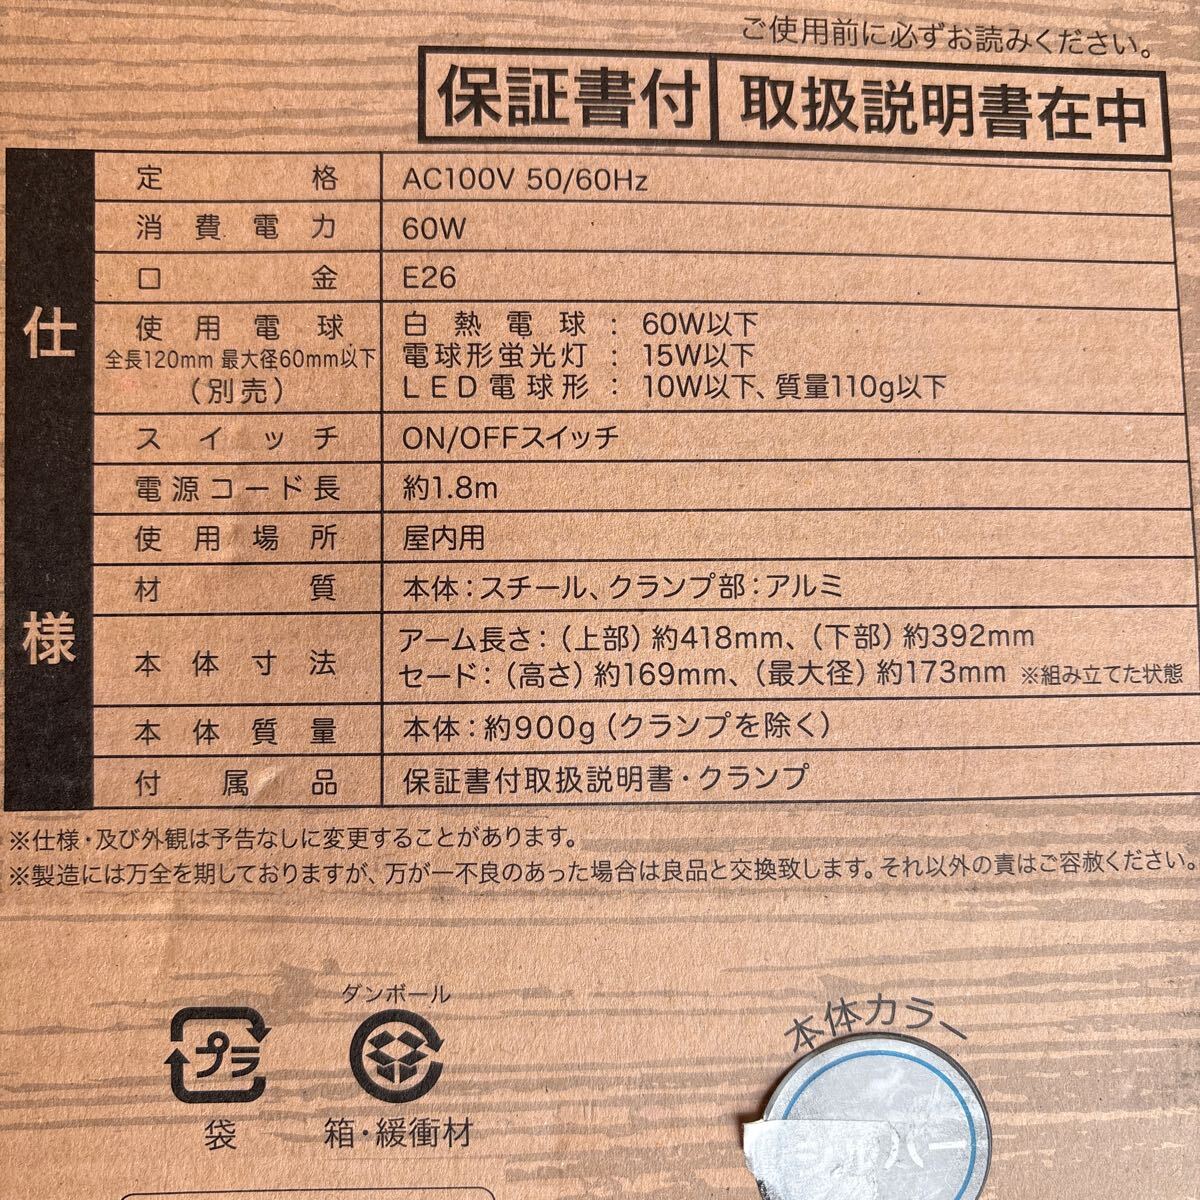 ご使用前に必ずお読みください。
保証書付 取扱説明書在中
仕様
定格 AC100V 50/60Hz
消費電力 60W
口金 E26
使用電球
全長120mm 最大径60mm以下
(別売)
白熱電球:60W以下
電球形蛍光灯:15W以下
LED電球形:10W以下、質量110g以下
スイッチ ON/OFFスイッチ
電源コード長 約1.8m
使用場所 屋内用
材質 本体:スチール、クランプ部:アルミ
本体寸法
アーム長さ:(上部)約418mm、(下部)約392mm
セード:(高さ)約169mm、(最大径)約173mm ※組み立てた状態
本体質量 本体:約900g(クランプを除く)
付属品 保証書付取扱説明書・クランプ
※仕様・及び外観は予告なしに変更することがあります。
※製造には万全を期しておりますが、万が一不良のあった場合は良品と交換致します。それ以外の責はご容赦ください。
プラ
袋
ダンボール
箱・緩衝材
本体カラー
シルバー